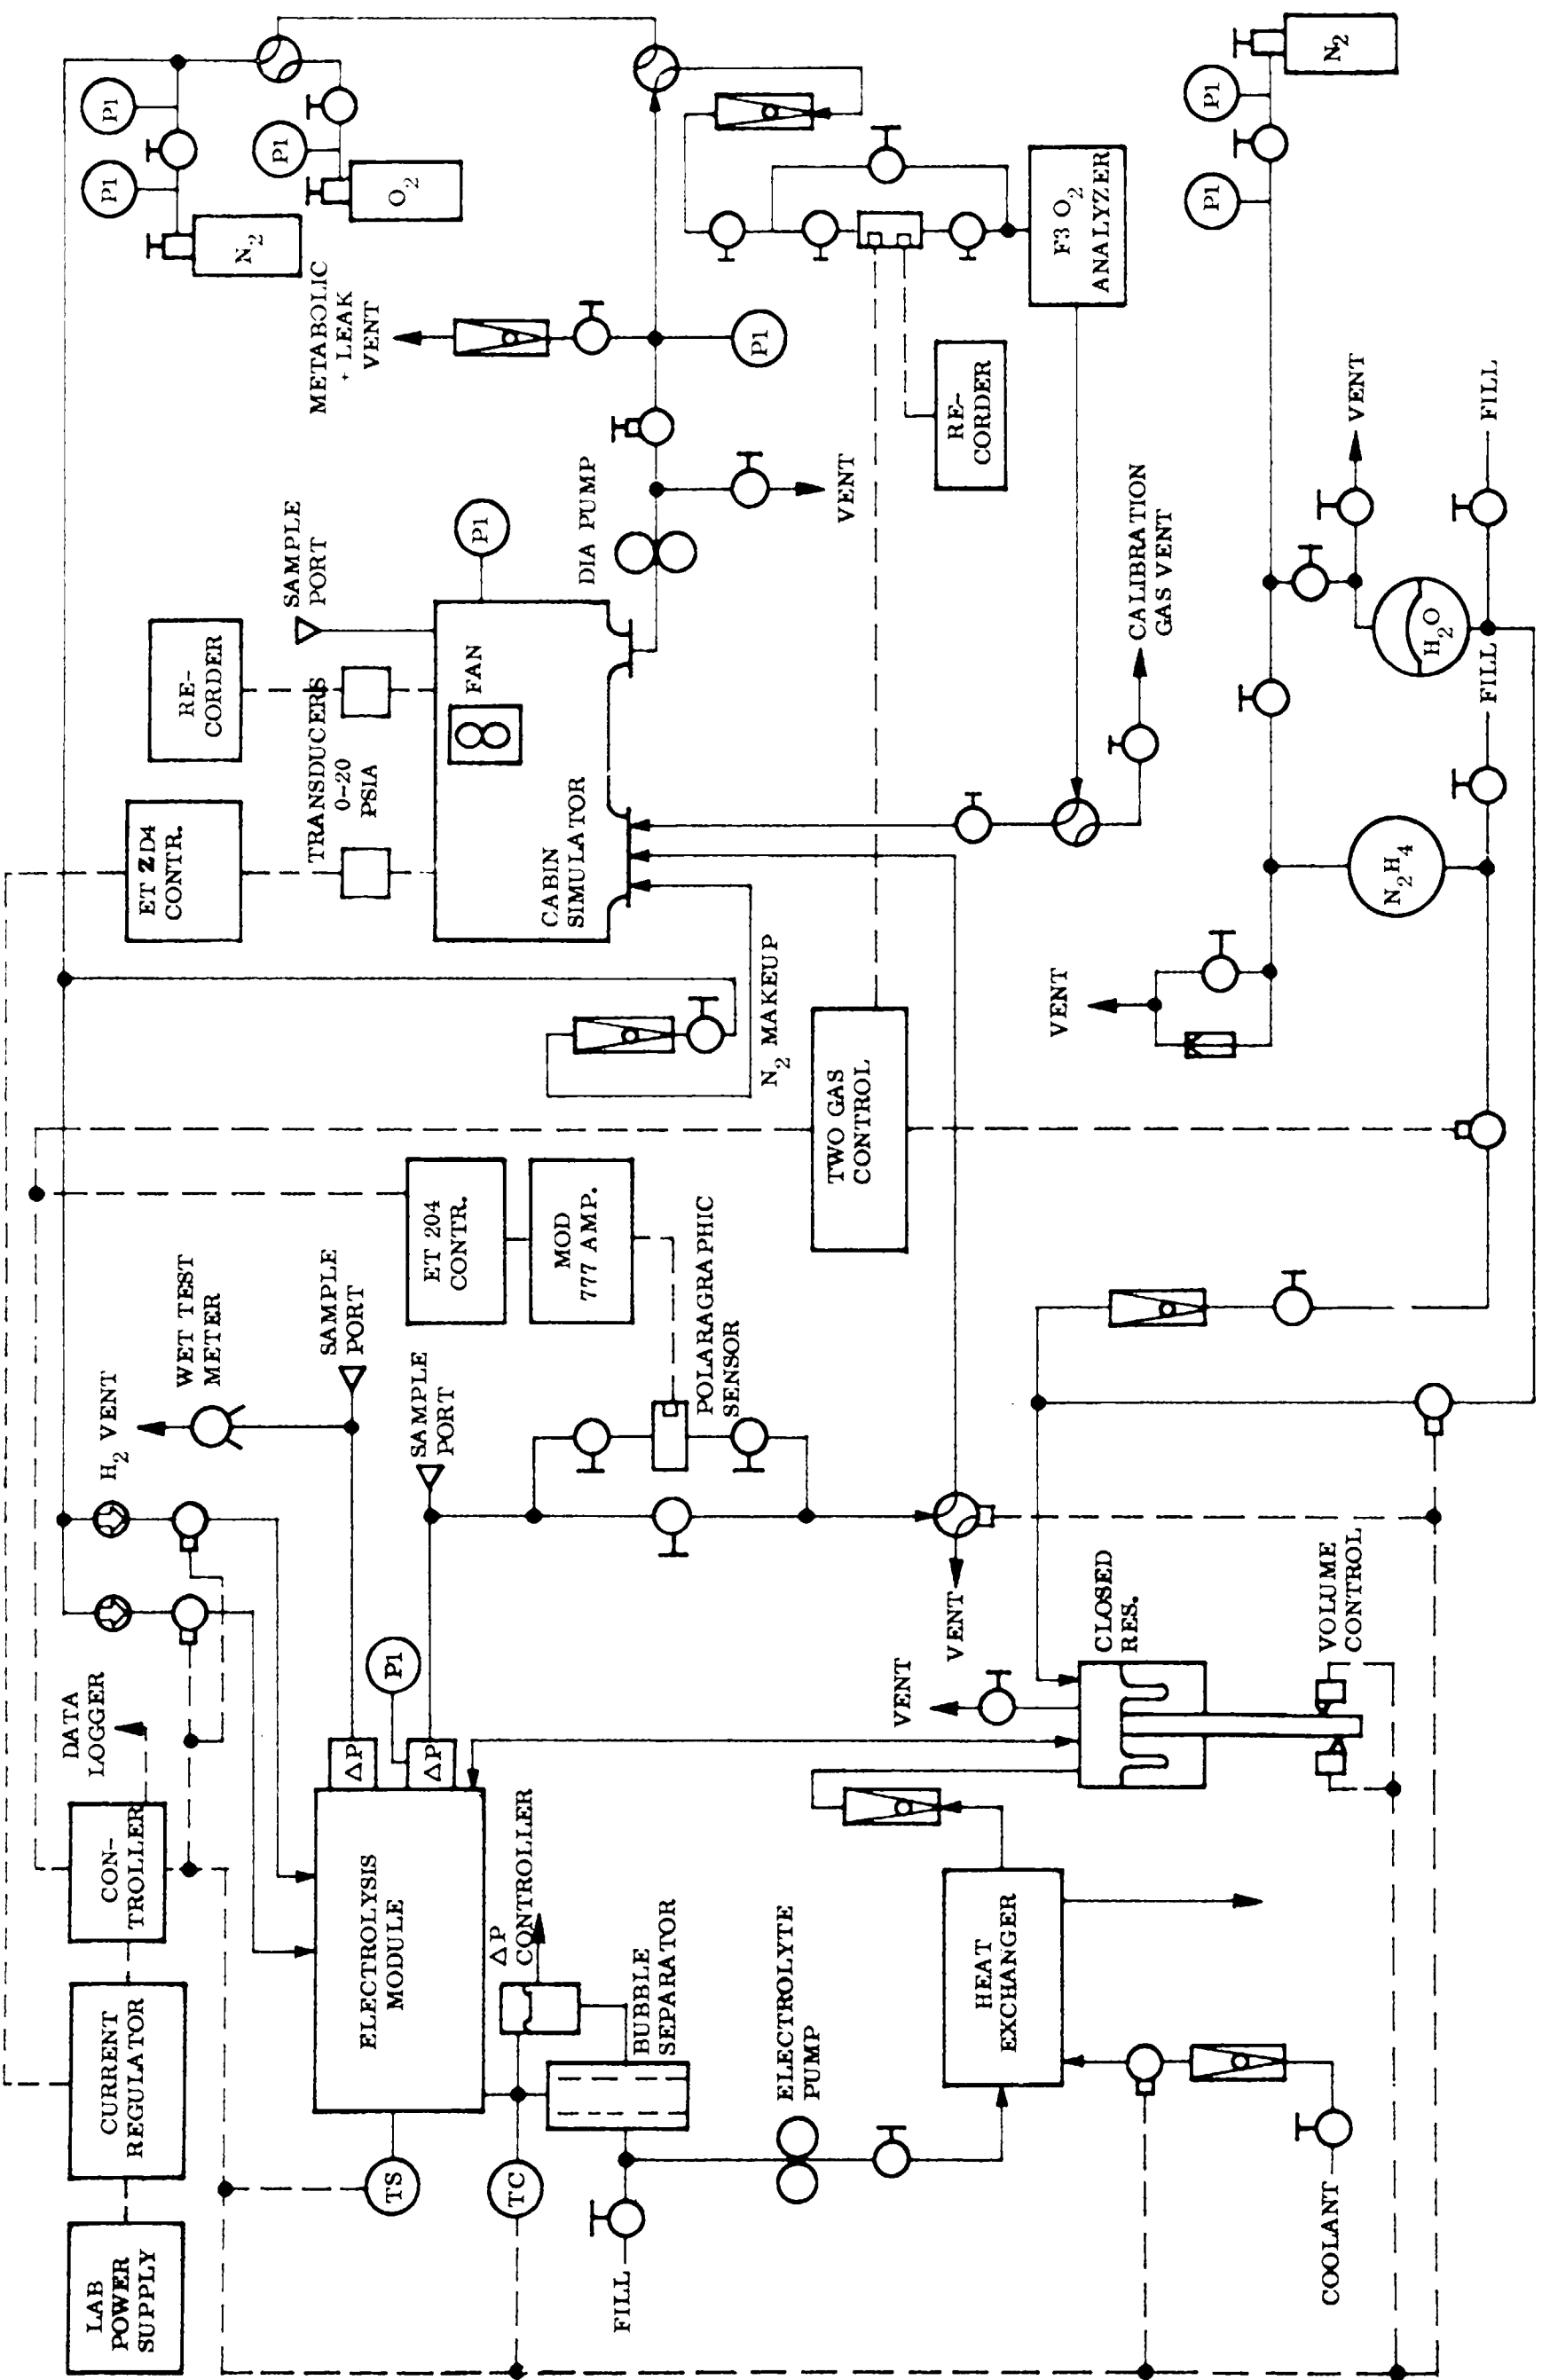 LAB
POWER
SUPPLY
CURRENT
REGULATOR
CON-
TROLLER
DATA
LOGGER
H2 VENT
WET TEST
METER
SAMPLE
PORT
SAMPLE
PORT
ET 204
CONTR.
MOD
777 AMP.
POLARAGRAPHIC
SENSOR
ET ZD4
CONTR.
RE-
CORDER
TRANSDUCERS
0-20
PSIA
SAMPLE
PORT
P1
FAN
CABIN
SIMULATOR
DIA PUMP
N2 MAKEUP
P1
P1
P1
N2
O2
METABOLIC
+ LEAK
VENT
P1
VENT
RE-
CORDER
F3 O2
ANALYZER
CALIBRATION
GAS VENT
TWO GAS
CONTROL
TS
TC
ELECTROLYSIS
MODULE
ΔP
ΔP
P1
ΔP
CONTROLLER
BUBBLE
SEPARATOR
FILL
ELECTROLYTE
PUMP
HEAT
EXCHANGER
COOLANT
VENT
VENT
CLOSED
RES.
VOLUME
CONTROL
VENT
N2H4
FILL
H2O
VENT
FILL
P1
P1
N2